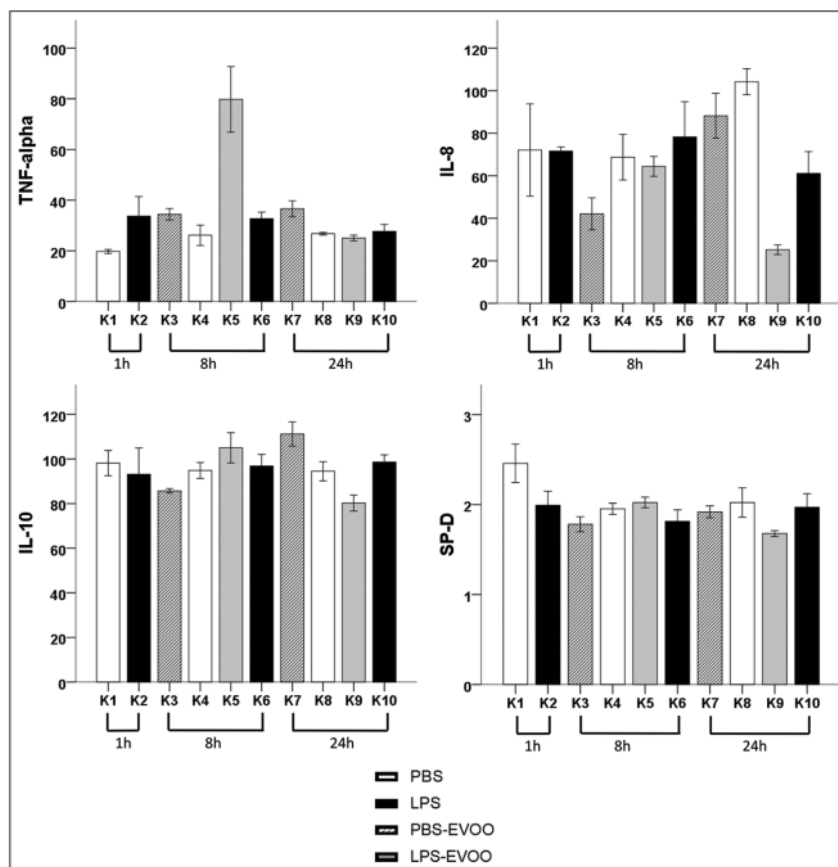 TNF-alpha
100
80
60
40
20
0
K1 K2 K3 K4 K5 K6 K7 K8 K9 K10
1h 8h 24h
IL-8
120
100
80
60
40
20
0
K1 K2 K3 K4 K5 K6 K7 K8 K9 K10
1h 8h 24h
IL-10
120
100
80
60
40
20
0
K1 K2 K3 K4 K5 K6 K7 K8 K9 K10
1h 8h 24h
SP-D
3
2
1
0
K1 K2 K3 K4 K5 K6 K7 K8 K9 K10
1h 8h 24h
PBS
LPS
PBS-EVOO
LPS-EVOO